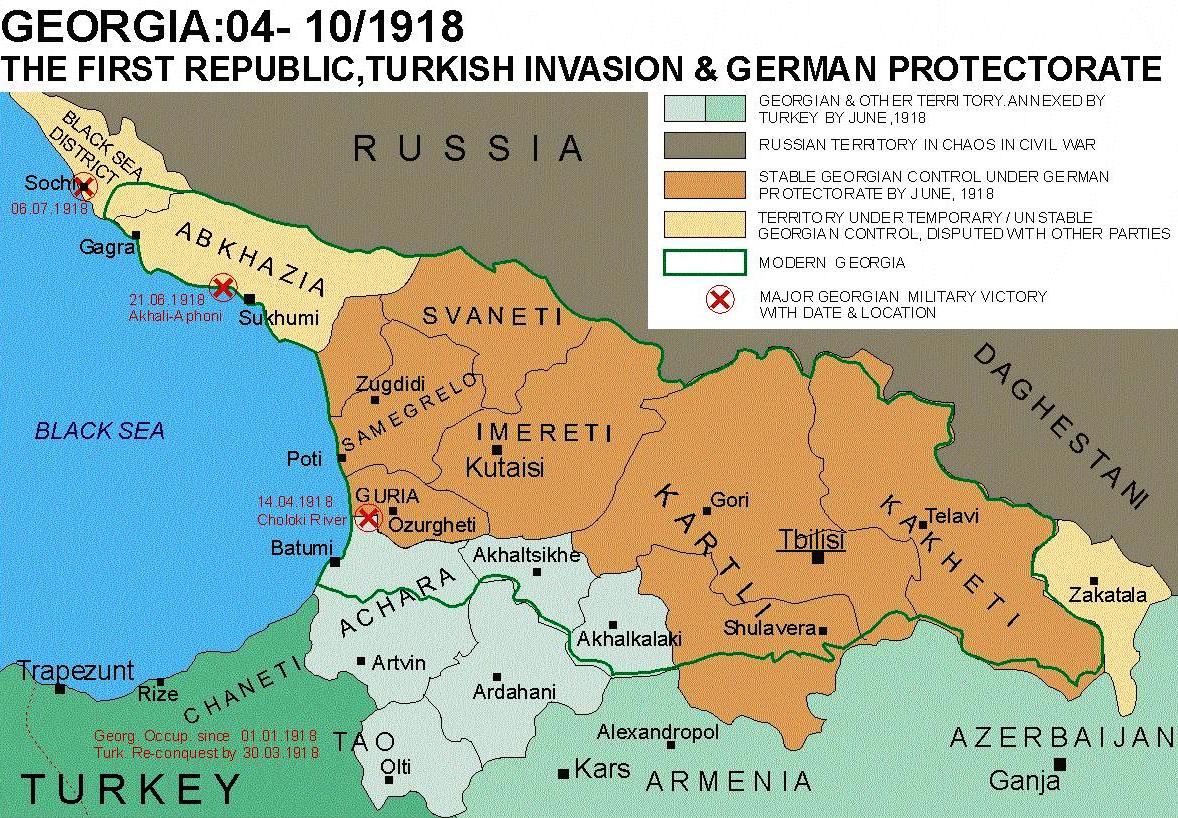 GEORGIA:04- 10/1918
THE FIRST REPUBLIC,TURKISH INVASION & GERMAN PROTECTORATE
GEORGIAN & OTHER TERRITORY.ANNEXED BY
TURKEY BY JUNE,1918
RUSSIAN TERRITORY IN CHAOS IN CIVIL WAR
STABLE GEORGIAN CONTROL UNDER GERMAN
PROTECTORATE BY JUNE, 1918
TERRITORY UNDER TEMPORARY / UNSTABLE
GEORGIAN CONTROL, DISPUTED WITH OTHER PARTIES
MODERN GEORGIA
MAJOR GEORGIAN MILITARY VICTORY
WITH DATE & LOCATION
RUSSIA
BLACK SEA
DISTRICT
Sochi
06.07.1918
Gagra
ABKHAZIA
21.06.1918
Akhali-Aphoni
Sukhumi
SVANETI
DAGHESTANI
Zugdidi
SAMEGRELO
BLACK SEA
IMERETI
Kutaisi
Poti
GURIA
14.04.1918
Choloki River
Ozurgheti
KARTLI
Gori
KAKHETI
Telavi
Tbilisi
Batumi
Akhaltsikhe
ACHARA
Zakatala
Akhalkalaki
Shulavera
Trapezunt
Rize
CHANETI
Artvin
Ardahani
Georg. Occup. since 01.01.1918
Turk Re-conquest by 30.03.1918
TAO
Olti
Alexandropol
Kars
ARMENIA
AZERBAIJAN
Ganja
TURKEY